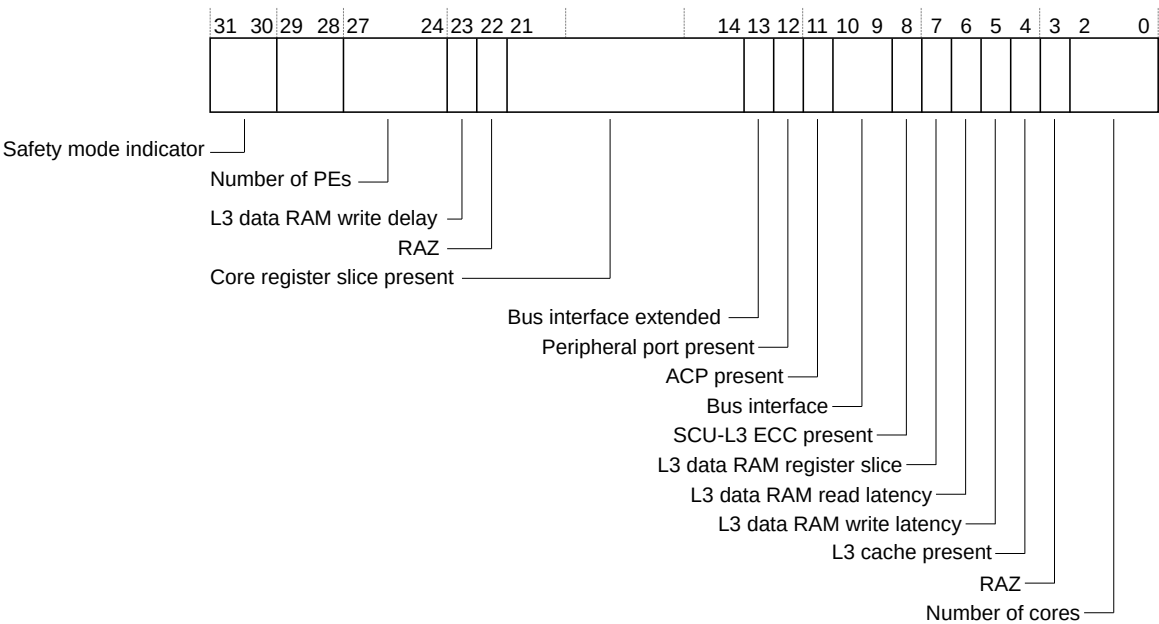 31 30 29 28 27 24 23 22 21 14 13 12 11 10 9 8 7 6 5 4 3 2 0
Safety mode indicator
Number of PEs
L3 data RAM write delay
RAZ
Core register slice present
Bus interface extended
Peripheral port present
ACP present
Bus interface
SCU-L3 ECC present
L3 data RAM register slice
L3 data RAM read latency
L3 data RAM write latency
L3 cache present
RAZ
Number of cores